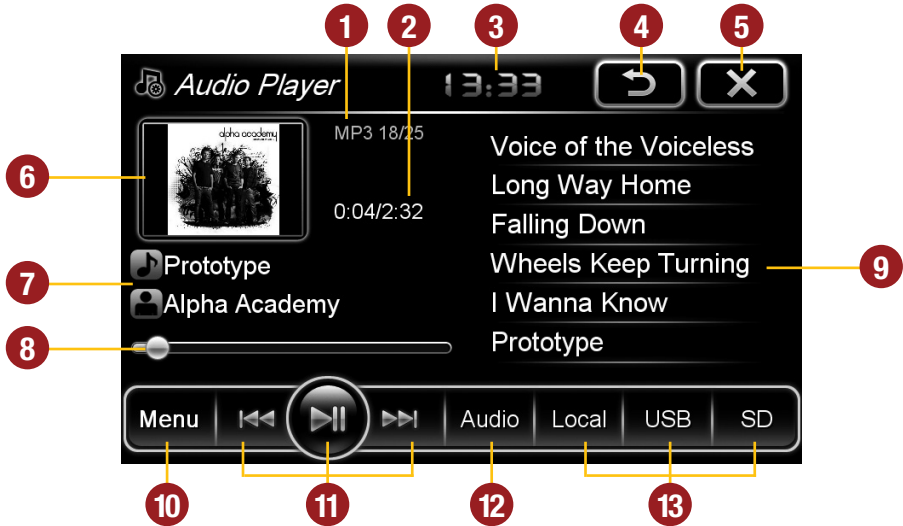 1 2 3 4 5
Audio Player 13:33
alpha academy
MP3 18/25
Voice of the Voiceless
6
Long Way Home
0:04/2:32
Falling Down
Prototype
Wheels Keep Turning
9
7
Alpha Academy
I Wanna Know
8
Prototype
Menu Audio Local USB SD
10 11 12 13